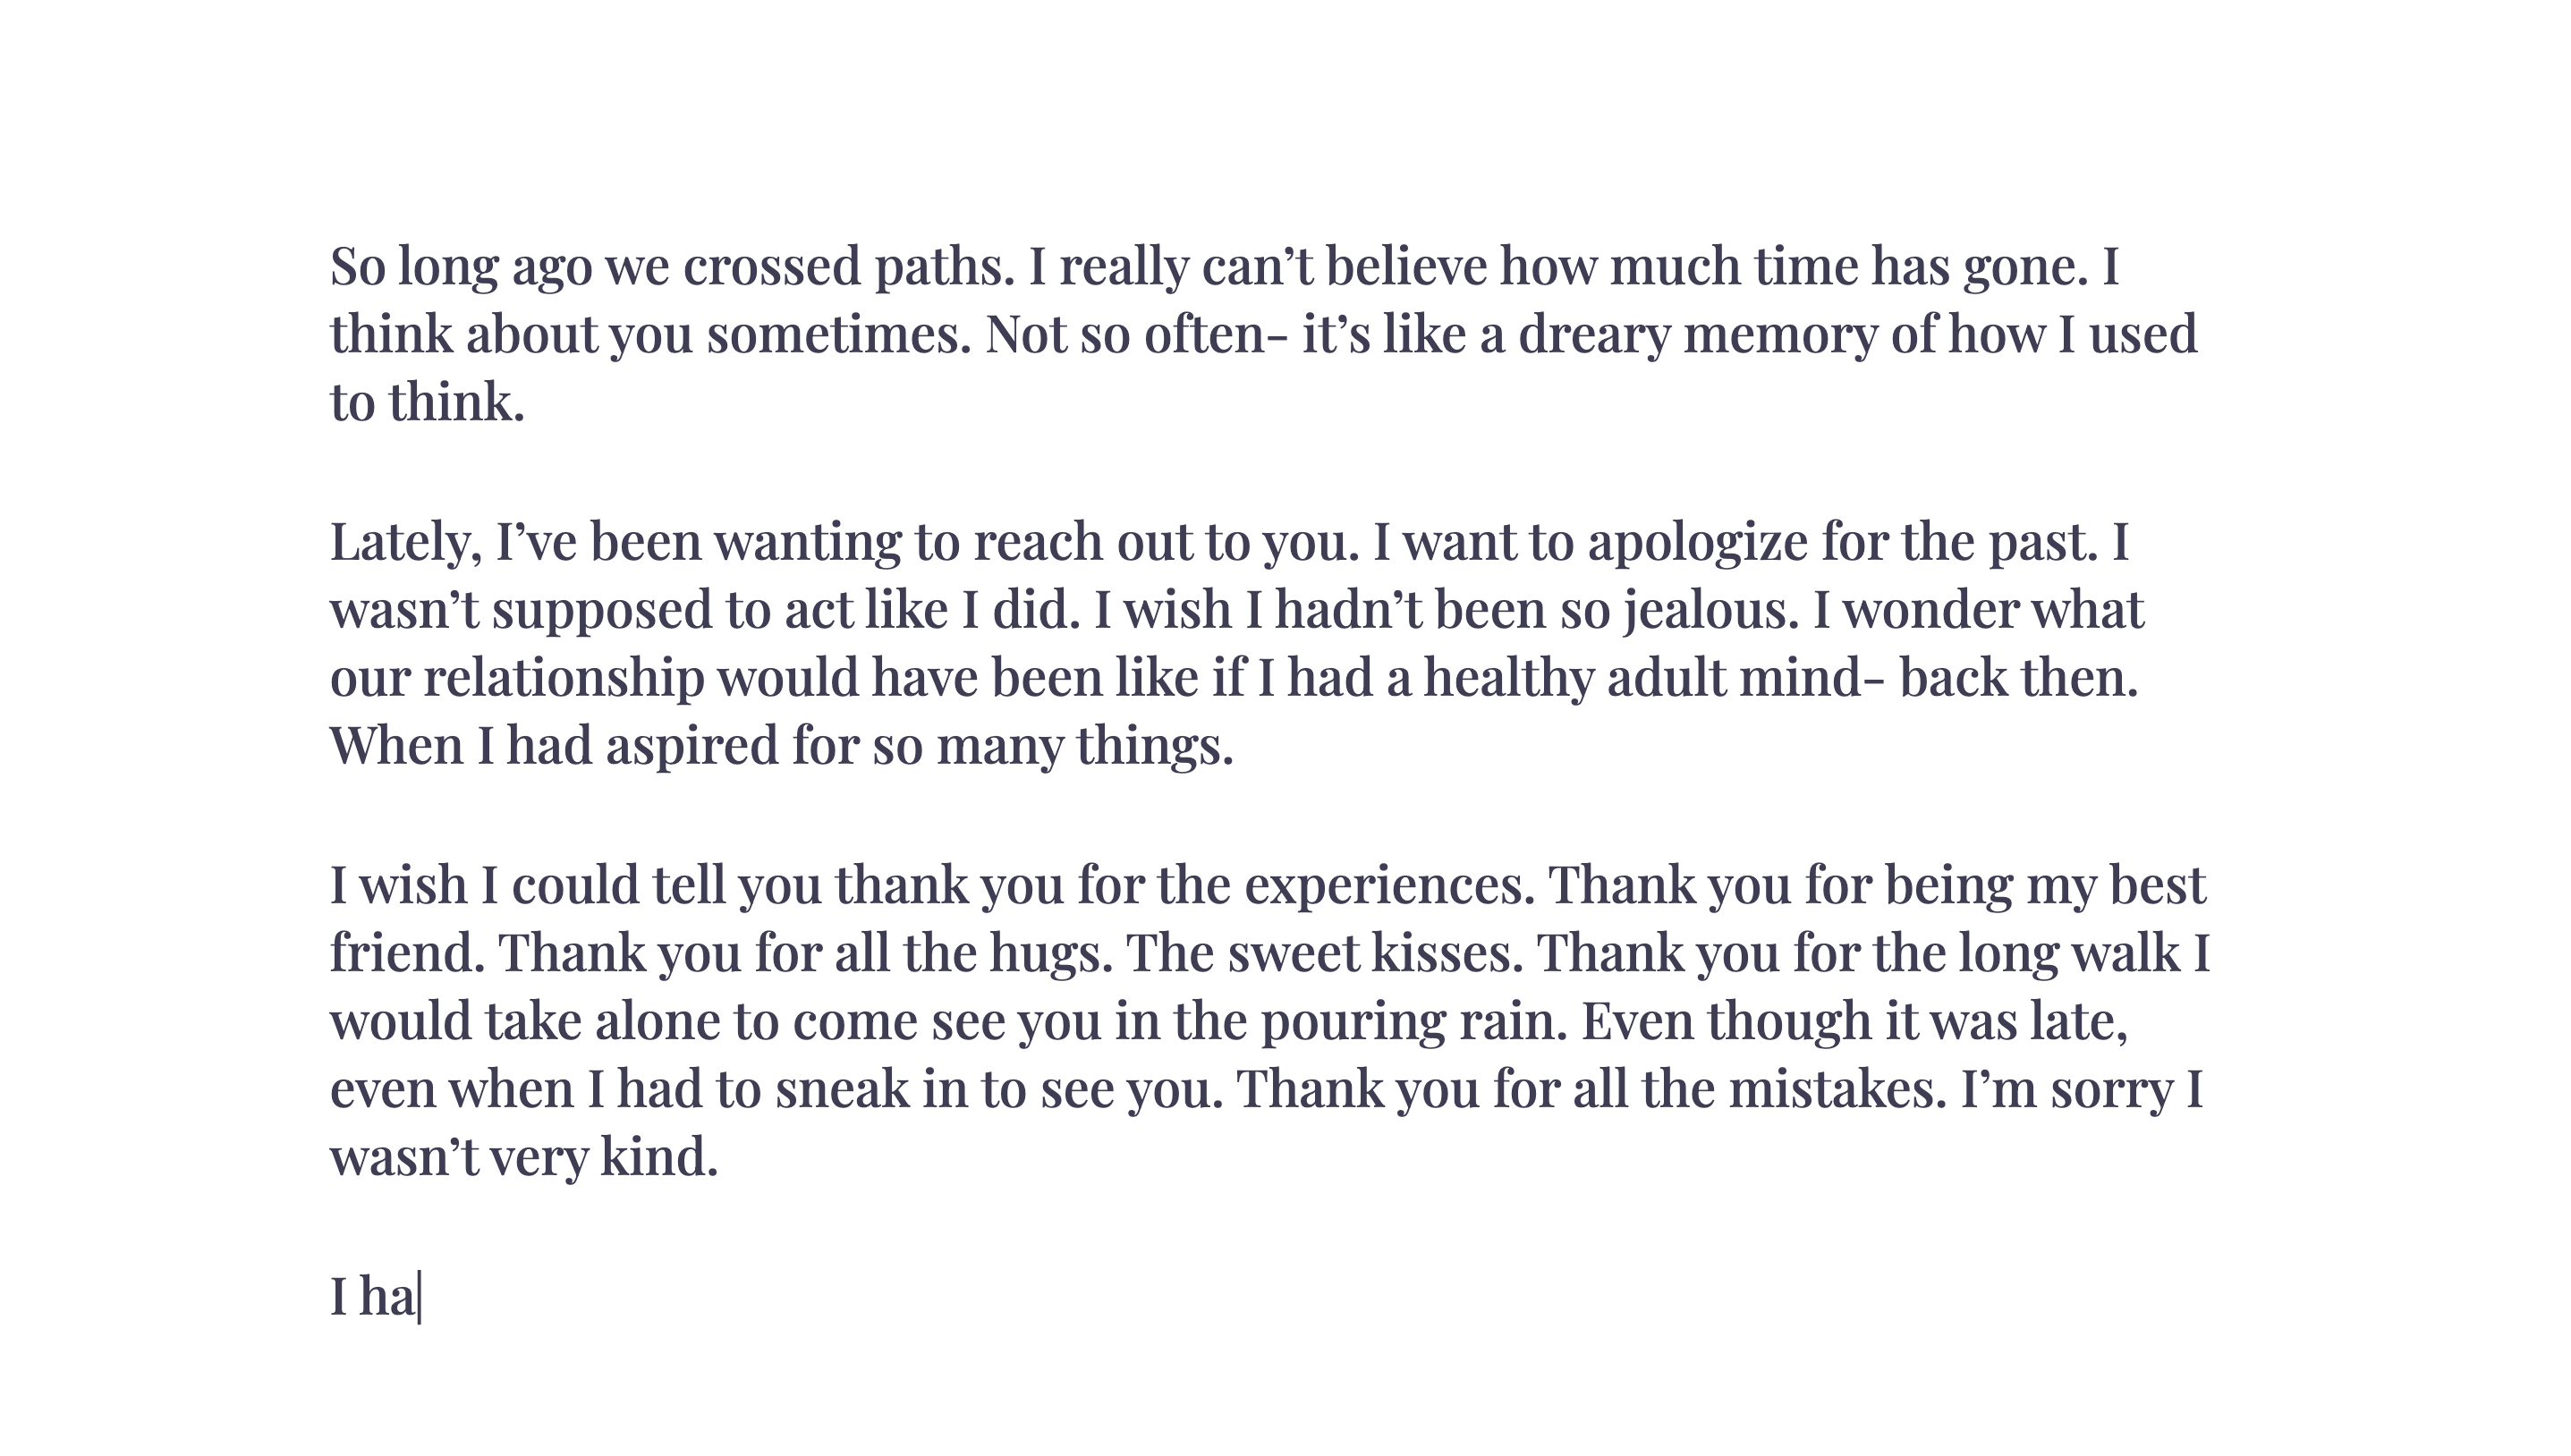 So long ago we crossed paths. I really can’t believe how much time has gone. I
think about you sometimes. Not so often- it’s like a dreary memory of how I used
to think.
Lately, I’ve been wanting to reach out to you. I want to apologize for the past. I
wasn’t supposed to act like I did. I wish I hadn’t been so jealous. I wonder what
our relationship would have been like if I had a healthy adult mind- back then.
When I had aspired for so many things.
I wish I could tell you thank you for the experiences. Thank you for being my best
friend. Thank you for all the hugs. The sweet kisses. Thank you for the long walk I
would take alone to come see you in the pouring rain. Even though it was late,
even when I had to sneak in to see you. Thank you for all the mistakes. I’m sorry I
wasn’t very kind.
I ha